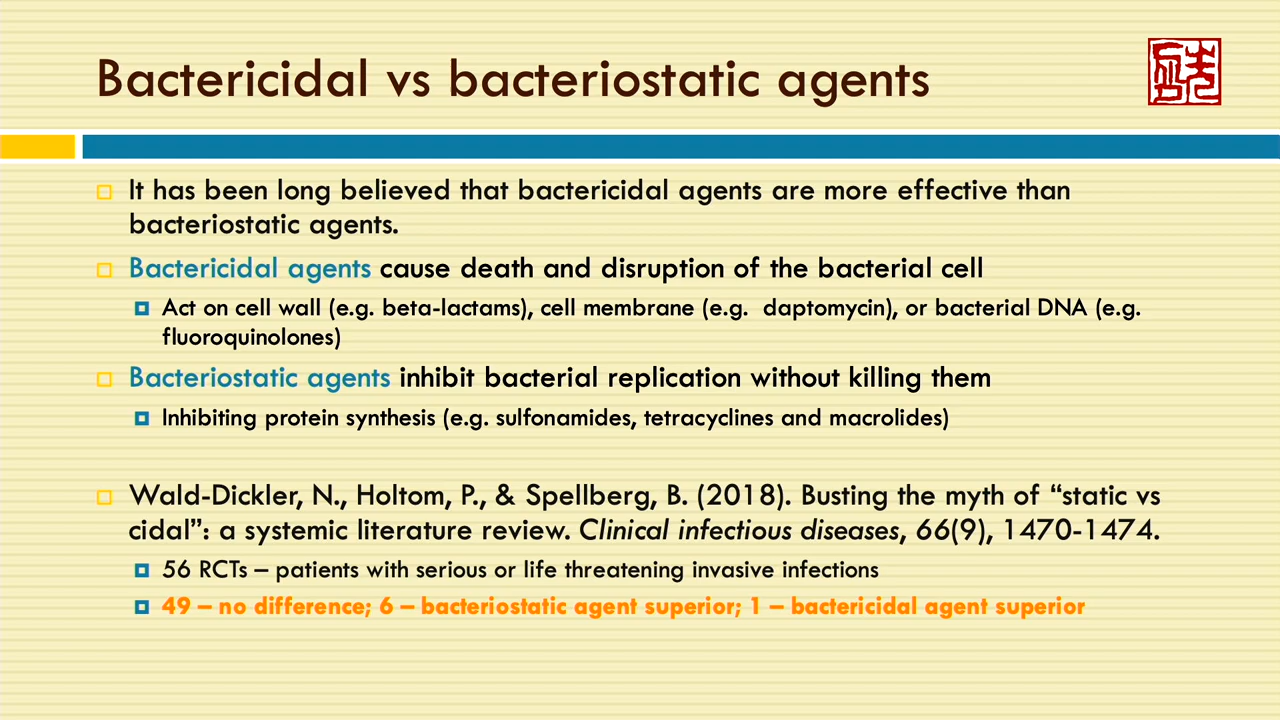 Bactericidal vs bacteriostatic agents
It has been long believed that bactericidal agents are more effective than
bacteriostatic agents.
Bactericidal agents cause death and disruption of the bacterial cell
Act on cell wall (e.g. beta-lactams), cell membrane (e.g. daptomycin), or bacterial DNA (e.g.
fluoroquinolones)
Bacteriostatic agents inhibit bacterial replication without killing them
Inhibiting protein synthesis (e.g. sulfonamides, tetracyclines and macrolides)
Wald-Dickler, N., Holtom, P., & Spellberg, B. (2018). Busting the myth of “static vs
cidal”: a systemic literature review. Clinical infectious diseases, 66(9), 1470-1474.
56 RCTs – patients with serious or life threatening invasive infections
49 – no difference; 6 – bacteriostatic agent superior; 1 – bactericidal agent superior